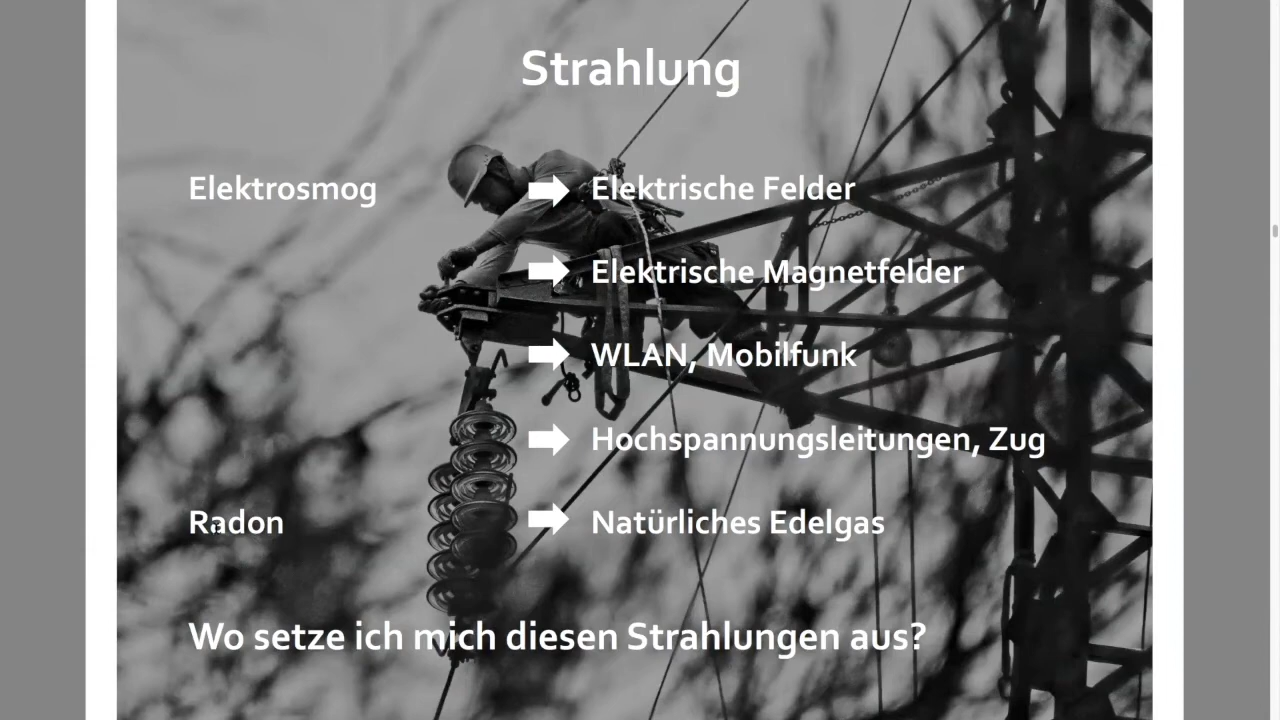 Strahlung
Elektrosmog Elektrische Felder
Elektrische Magnetfelder
WLAN, Mobilfunk
Hochspannungsleitungen, Zug
Radon Natürliches Edelgas
Wo setze ich mich diesen Strahlungen aus?